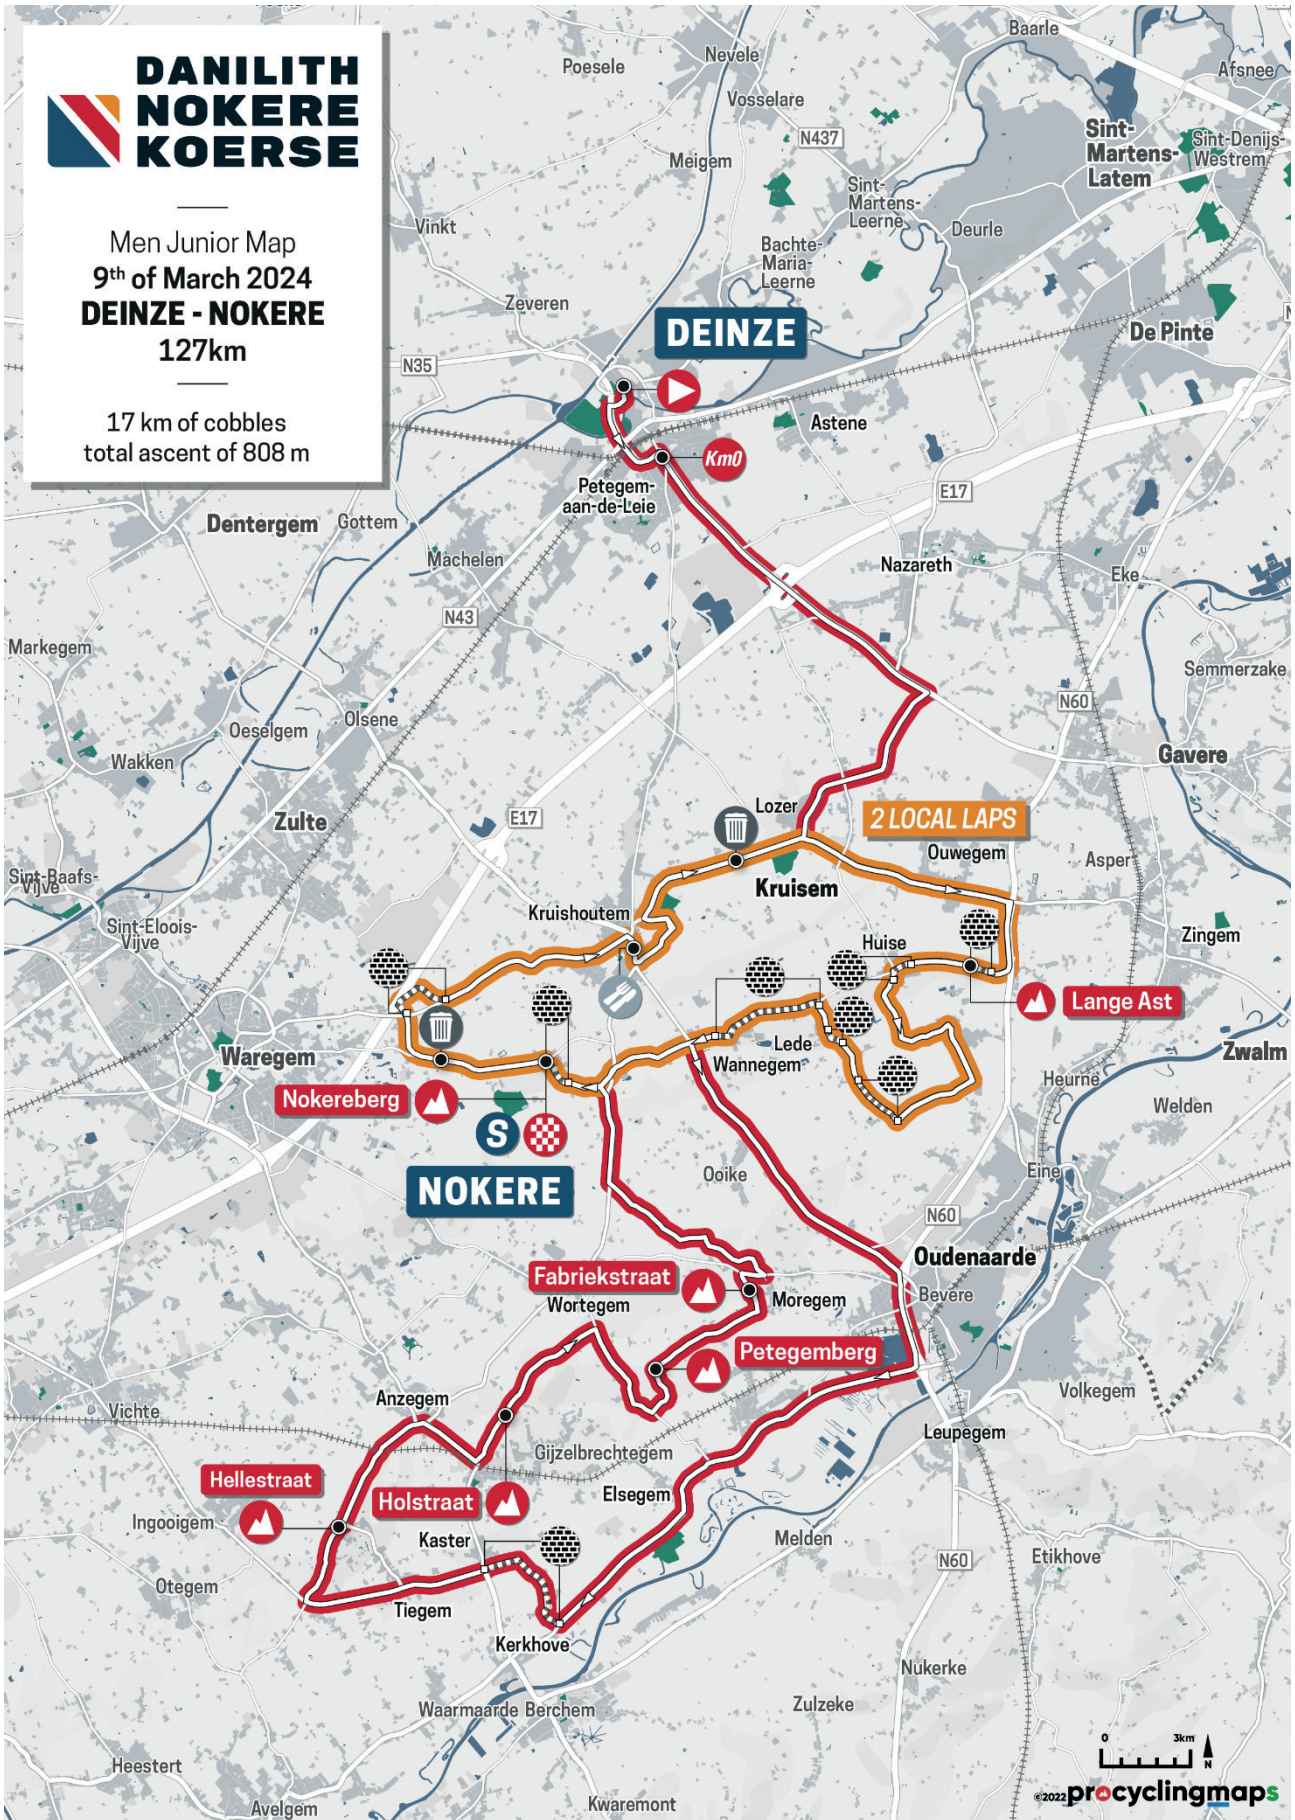 DANILITH
NOKERE
KOERSE
Men Junior Map
9th of March 2024
DEINZE - NOKERE
127km
17 km of cobbles
total ascent of 808 m
Baarle
Nevele
Poesele
Afsnee
Vosselare
N437
Sint-
Martens-
Latem
Sint-Denijs-
Westrem
Meigem
Sint-
Martens-
Leerne
Vinkt
Deurle
Bachte-
Maria-
Leerne
Zeveren
DEINZE
De Pinte
N35
Astene
Km0
Petegem-
aan-de-Leie
E17
Dentergem
Gottem
Machelen
Nazareth
Eke
N43
Markegem
Semmerzake
N60
Olsene
Oeselgem
Gavere
Wakken
Lozer
2 LOCAL LAPS
Zulte
E17
Ouwegem
Asper
Sint-Baafs-
Vijve
Kruisem
Kruishoutem
Sint-Eloois-
Vijve
Huise
Zingem
Lange Ast
Waregem
Lede
Wannegem
Zwalm
Heurne
Nokereberg
Welden
S
NOKERE
Ooike
Eine
N60
Oudenaarde
Fabriekstraat
Wortegem
Moregem
Bevere
Petegemberg
Anzegem
Volkegem
Vichte
Leupegem
Gijzelbrechtegem
Hellestraat
Holstraat
Elsegem
Ingooigem
Kaster
Melden
N60
Etikhove
Otegem
Tiegem
Kerkhove
Nukerke
Waarmaarde
Berchem
Zulzeke
0 3km
N
Heestert
©2022 procyclingmaps
Avelgem
Kwaremont